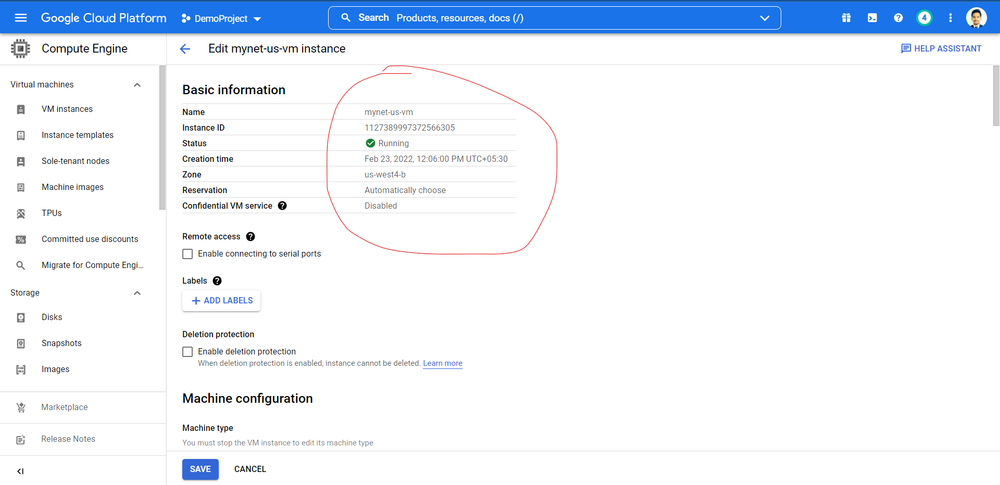 Google Cloud Platform DemoProject Search Products, resources, docs (/) 4
Compute Engine
Edit mynet-us-vm instance
HELP ASSISTANT
Virtual machines
VM instances
Instance templates
Sole-tenant nodes
Machine images
TPUs
Committed use discounts
Migrate for Compute Engi...
Storage
Disks
Snapshots
Images
Marketplace
Release Notes
Basic information
Name mynet-us-vm
Instance ID 1127389997372566305
Status Running
Creation time Feb 23, 2022, 12:06:00 PM UTC+05:30
Zone us-west4-b
Reservation Automatically choose
Confidential VM service Disabled
Remote access
Enable connecting to serial ports
Labels
+ ADD LABELS
Deletion protection
Enable deletion protection
When deletion protection is enabled, instance cannot be deleted. Learn more
Machine configuration
Machine type
You must stop the VM instance to edit its machine type
SAVE CANCEL